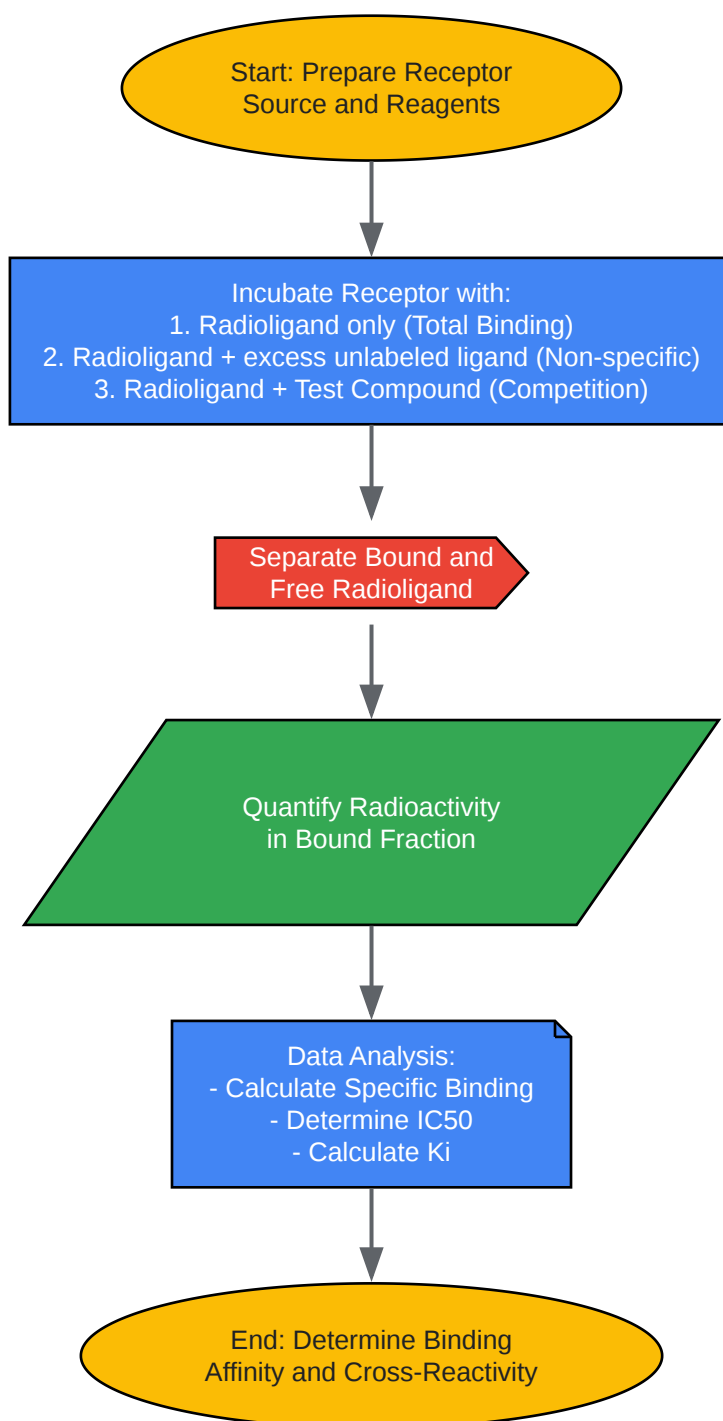 Start: Prepare Receptor
Source and Reagents
Incubate Receptor with:
1. Radioligand only (Total Binding)
2. Radioligand + excess unlabeled ligand (Non-specific)
3. Radioligand + Test Compound (Competition)
Separate Bound and
Free Radioligand
Quantify Radioactivity
in Bound Fraction
Data Analysis:
- Calculate Specific Binding
- Determine IC50
- Calculate Ki
End: Determine Binding
Affinity and Cross-Reactivity